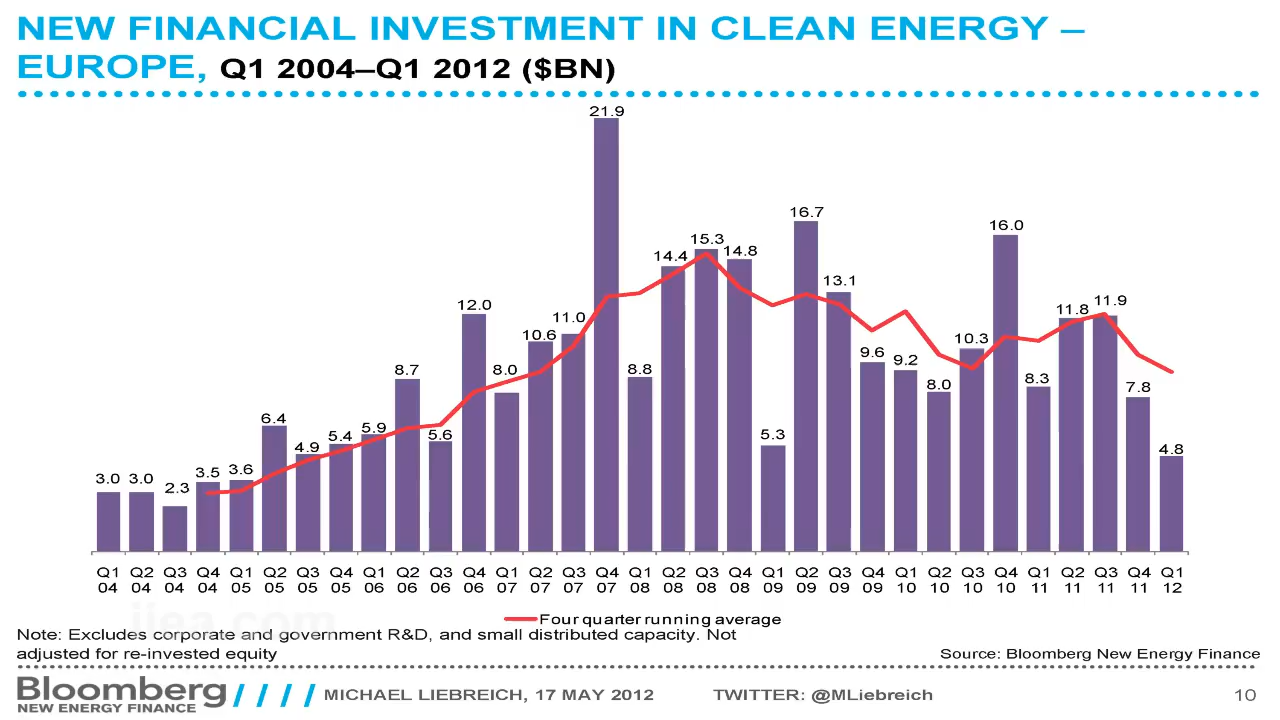 NEW FINANCIAL INVESTMENT IN CLEAN ENERGY –
EUROPE, Q1 2004–Q1 2012 ($BN)
3.0 3.0 2.3 3.5 3.6 6.4 4.9 5.4 5.9 8.7 5.6 12.0 8.0 10.6 11.0 21.9 8.8 14.4 15.3 14.8 5.3 16.7 13.1 9.6 9.2 8.0 10.3 16.0 8.3 11.8 11.9 7.8 4.8
Q1 Q2 Q3 Q4 Q1 Q2 Q3 Q4 Q1 Q2 Q3 Q4 Q1 Q2 Q3 Q4 Q1 Q2 Q3 Q4 Q1 Q2 Q3 Q4 Q1 Q2 Q3 Q4 Q1 Q2 Q3 Q4 Q1
04 04 04 04 05 05 05 05 06 06 06 06 07 07 07 07 08 08 08 08 09 09 09 09 10 10 10 10 11 11 11 11 12
iiea.com
Four quarter running average
Note: Excludes corporate and government R&D, and small distributed capacity. Not
adjusted for re-invested equity
Source: Bloomberg New Energy Finance
Bloomberg
NEW ENERGY FINANCE
//// MICHAEL LIEBREICH, 17 MAY 2012 TWITTER: @MLiebreich 10